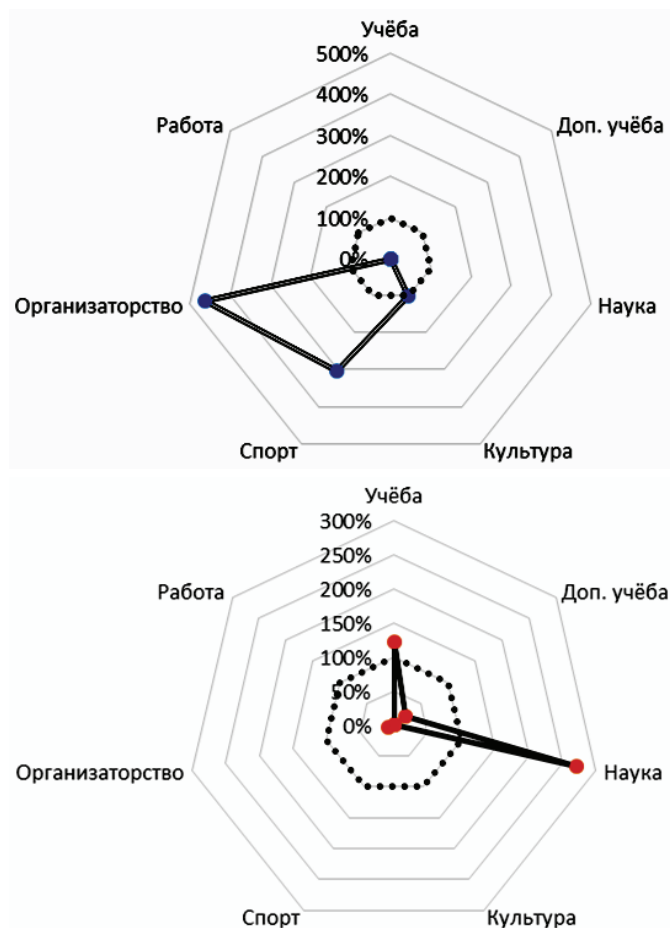 Учёба
500%
400%
Работа
Доп. учёба
300%
200%
100%
0%
Организаторство
Наука
Спорт
Культура
Учёба
300%
250%
Работа
Доп. учёба
200%
150%
100%
50%
0%
Организаторство
Наука
Спорт
Культура